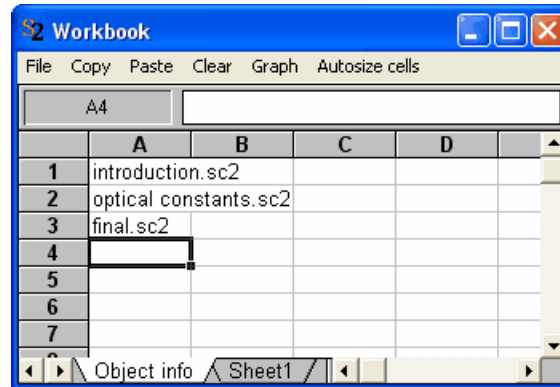 S2 Workbook
File Copy Paste Clear Graph Autosize cells
A4
A B C D
1 introduction.sc2
2 optical constants.sc2
3 final.sc2
4
5
6
7
Object info Sheet1